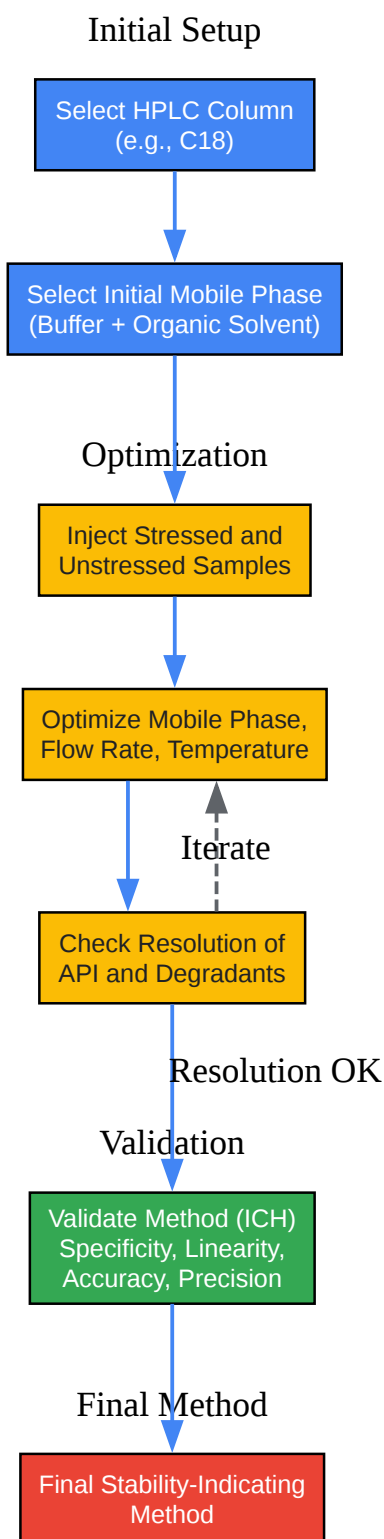 Initial Setup
Select HPLC Column
(e.g., C18)
Select Initial Mobile Phase
(Buffer + Organic Solvent)
Optimization
Inject Stressed and
Unstressed Samples
Optimize Mobile Phase,
Flow Rate, Temperature
Iterate
Check Resolution of
API and Degradants
Resolution OK
Validation
Validate Method (ICH)
Specificity, Linearity,
Accuracy, Precision
Final Method
Final Stability-Indicating
Method